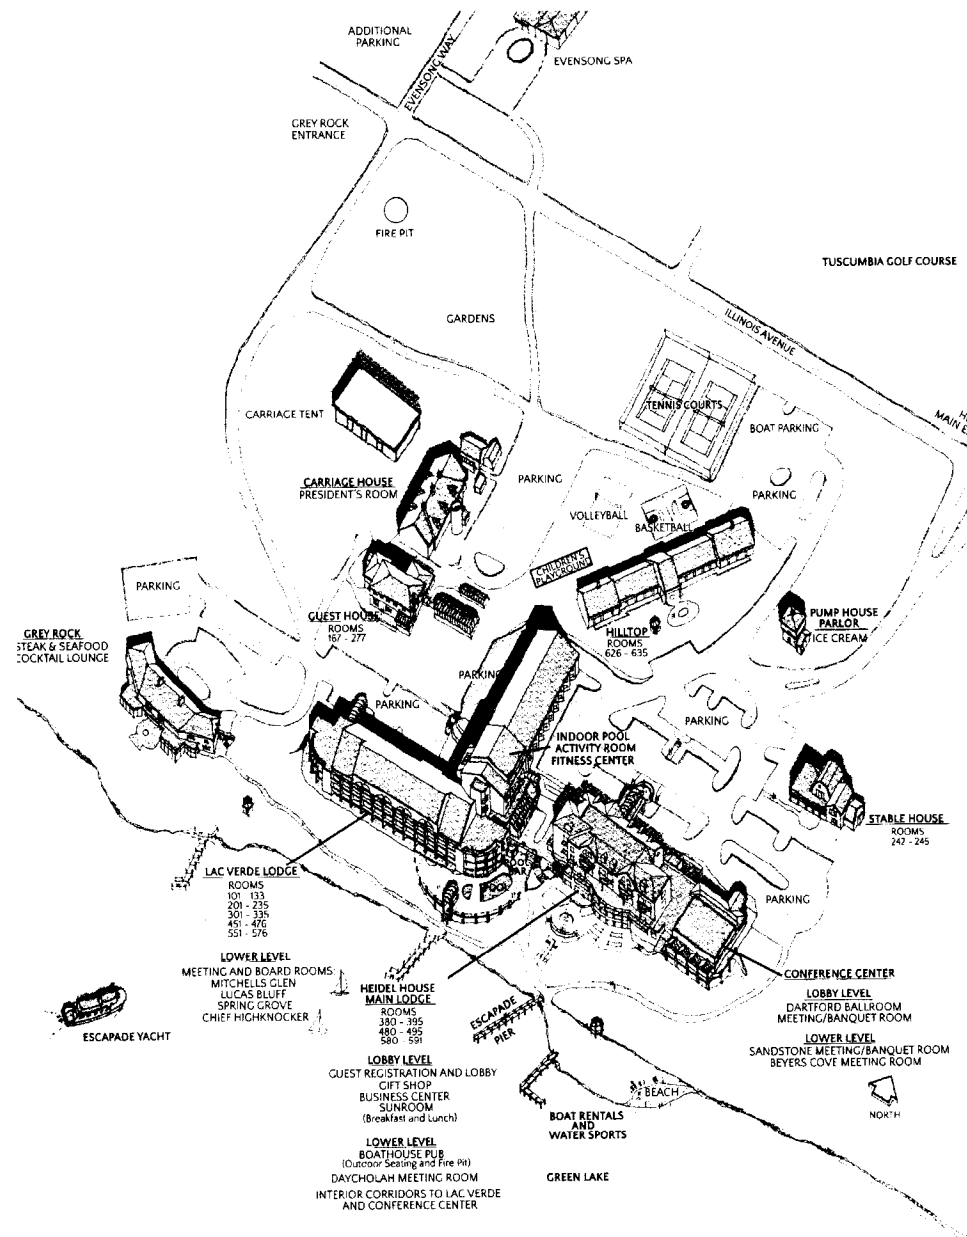 ADDITIONAL
PARKING
EVENSONG WAY
EVENSONG SPA
GREY ROCK
ENTRANCE
FIRE PIT
TUSCUMBIA GOLF COURSE
GARDENS
ILLINOIS AVENUE
CARRIAGE TENT
TENNIS COURTS
BOAT PARKING
MAIN E
CARRIAGE HOUSE
PRESIDENT'S ROOM
PARKING
PARKING
VOLLEYBALL
BASKETBALL
CHILDREN'S
PLAYGROUND
PARKING
GUEST HOUSE
ROOMS
167 - 277
HILLTOP
ROOMS
626 - 635
PUMP HOUSE
PARLOR
ICE CREAM
GREY ROCK
STEAK & SEAFOOD
COCKTAIL LOUNGE
PARKING
PARKING
PARKING
INDOOR POOL
ACTIVITY ROOM
FITNESS CENTER
STABLE HOUSE
ROOMS
242 - 245
LAC VERDE LODGE
ROOMS
101 - 133
201 - 235
301 - 335
451 - 476
551 - 576
POOL
BAR
POOL
PARKING
LOWER LEVEL
MEETING AND BOARD ROOMS:
MITCHELLS GLEN
LUCAS BLUFF
SPRING GROVE
CHIEF HIGHKNOCKER
HEIDEL HOUSE
MAIN LODGE
ROOMS
380 - 395
480 - 495
580 - 591
CONFERENCE CENTER
LOBBY LEVEL
DARTFORD BALLROOM
MEETING/BANQUET ROOM
LOWER LEVEL
SANDSTONE MEETING/BANQUET ROOM
BEYERS COVE MEETING ROOM
ESCAPADE YACHT
ESCAPADE
PIER
LOBBY LEVEL
GUEST REGISTRATION AND LOBBY
GIFT SHOP
BUSINESS CENTER
SUNROOM
(Breakfast and Lunch)
BEACH
NORTH
BOAT RENTALS
AND
WATER SPORTS
LOWER LEVEL
BOATHOUSE PUB
(Outdoor Seating and Fire Pit)
DAYCHOLAH MEETING ROOM
INTERIOR CORRIDORS TO LAC VERDE
AND CONFERENCE CENTER
GREEN LAKE